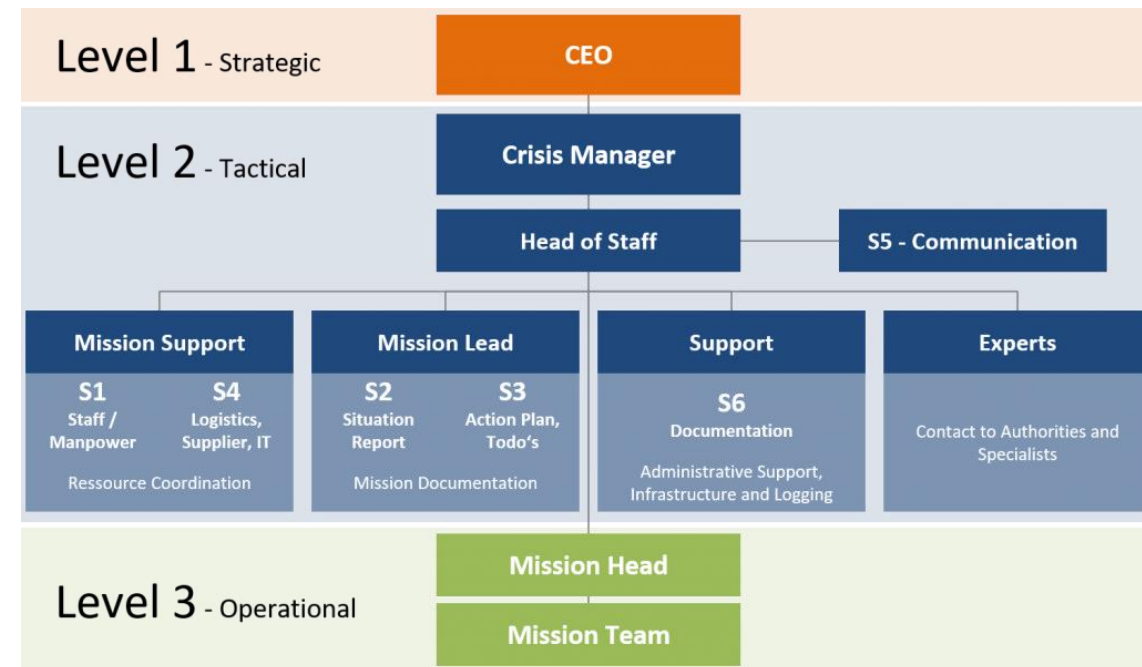 Level 1 - Strategic
CEO
Level 2 - Tactical
Crisis Manager
Head of Staff
S5 - Communication
Mission Support
S1
Staff /
Manpower
S4
Logistics,
Supplier, IT
Ressource Coordination
Mission Lead
S2
Situation
Report
S3
Action Plan,
Todo‘s
Mission Documentation
Support
S6
Documentation
Administrative Support,
Infrastructure and Logging
Experts
Contact to Authorities and
Specialists
Level 3 - Operational
Mission Head
Mission Team